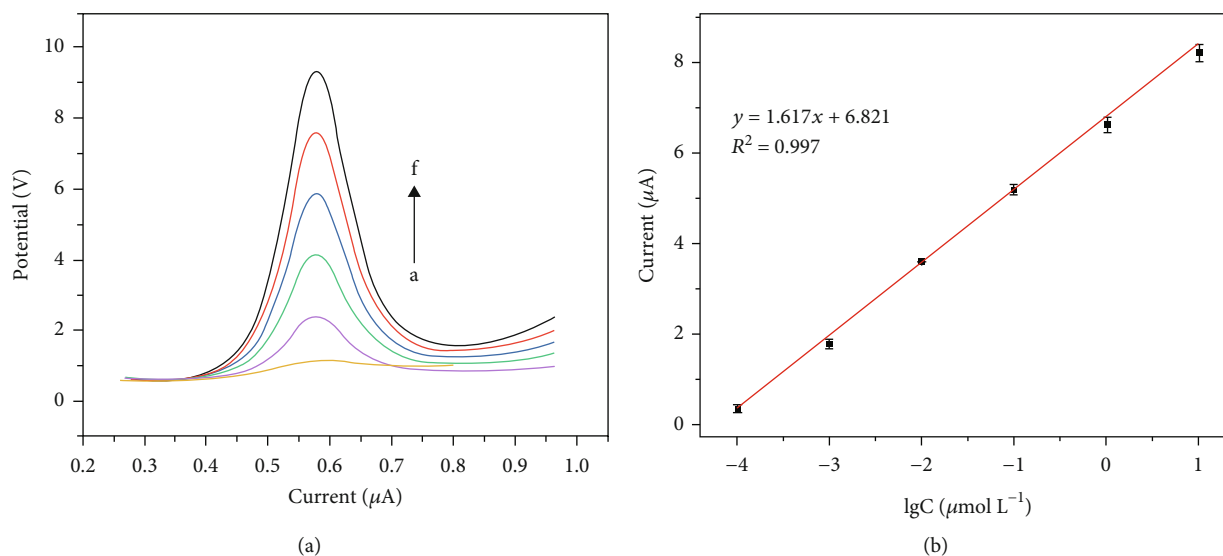 10
8
6
4
2
0
Potential (V)
f
a
0.2 0.3 0.4 0.5 0.6 0.7 0.8 0.9 1.0
Current (μA)
(a)
8
6
4
2
0
Current (μA)
y = 1.617x + 6.821
R² = 0.997
−4 −3 −2 −1 0 1
lgC (μmol L⁻¹)
(b)